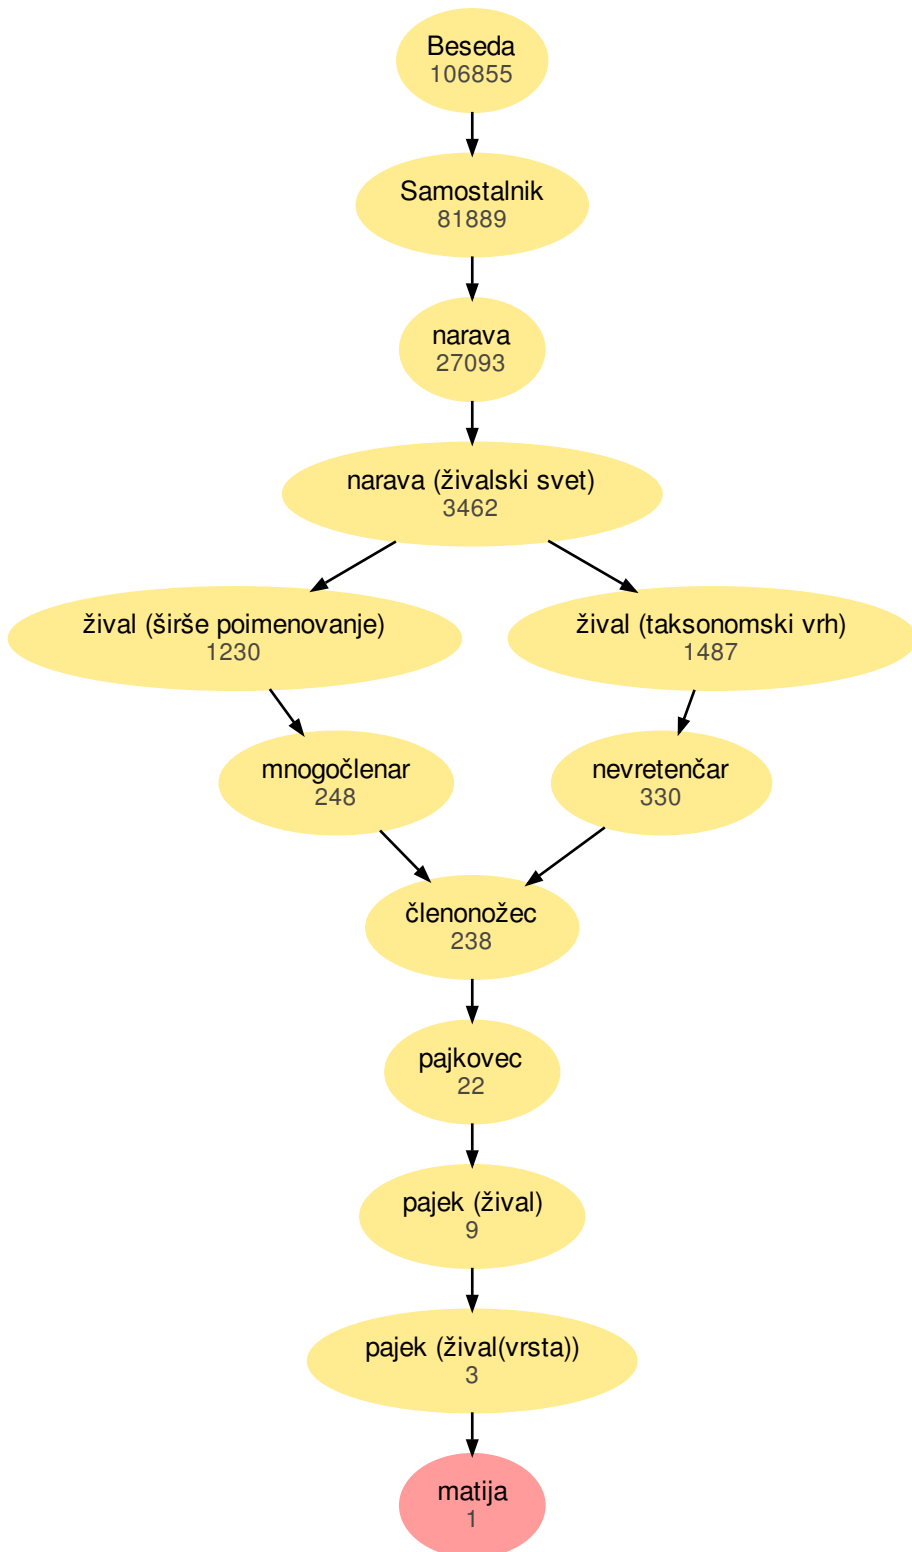 Beseda
106855
Samostalnik
81889
narava
27093
narava (živalski svet)
3462
žival (širše poimenovanje)
1230
žival (taksonomski vrh)
1487
mnogočlenar
248
nevretenčar
330
členonožec
238
pajkovec
22
pajek (žival)
9
pajek (žival(vrsta))
3
matija
1